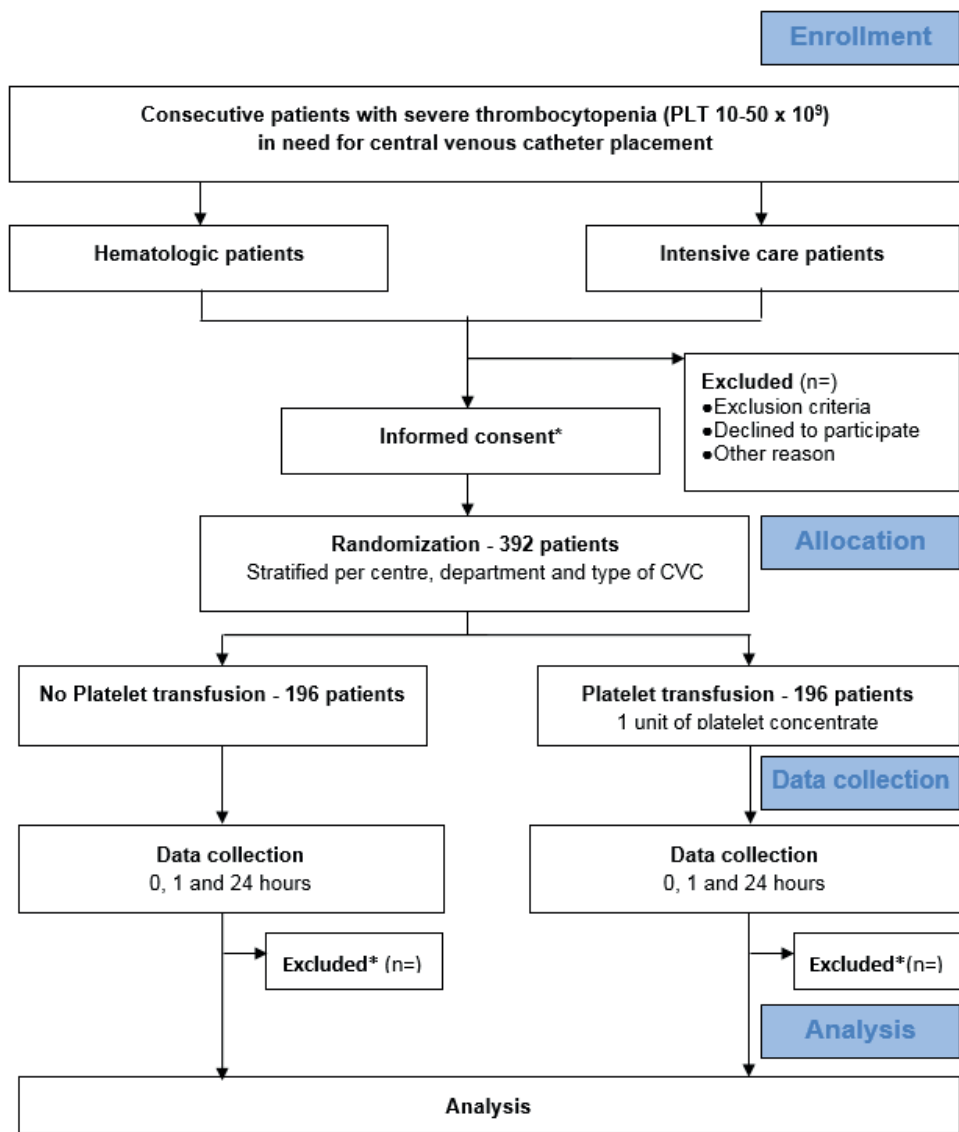 Enrollment
Consecutive patients with severe thrombocytopenia (PLT 10-50 x 10⁹)
in need for central venous catheter placement
Hematologic patients
Intensive care patients
Excluded (n=)
●Exclusion criteria
●Declined to participate
●Other reason
Informed consent*
Allocation
Randomization - 392 patients
Stratified per centre, department and type of CVC
No Platelet transfusion - 196 patients
Platelet transfusion - 196 patients
1 unit of platelet concentrate
Data collection
Data collection
0, 1 and 24 hours
Data collection
0, 1 and 24 hours
Excluded* (n=)
Excluded*(n=)
Analysis
Analysis